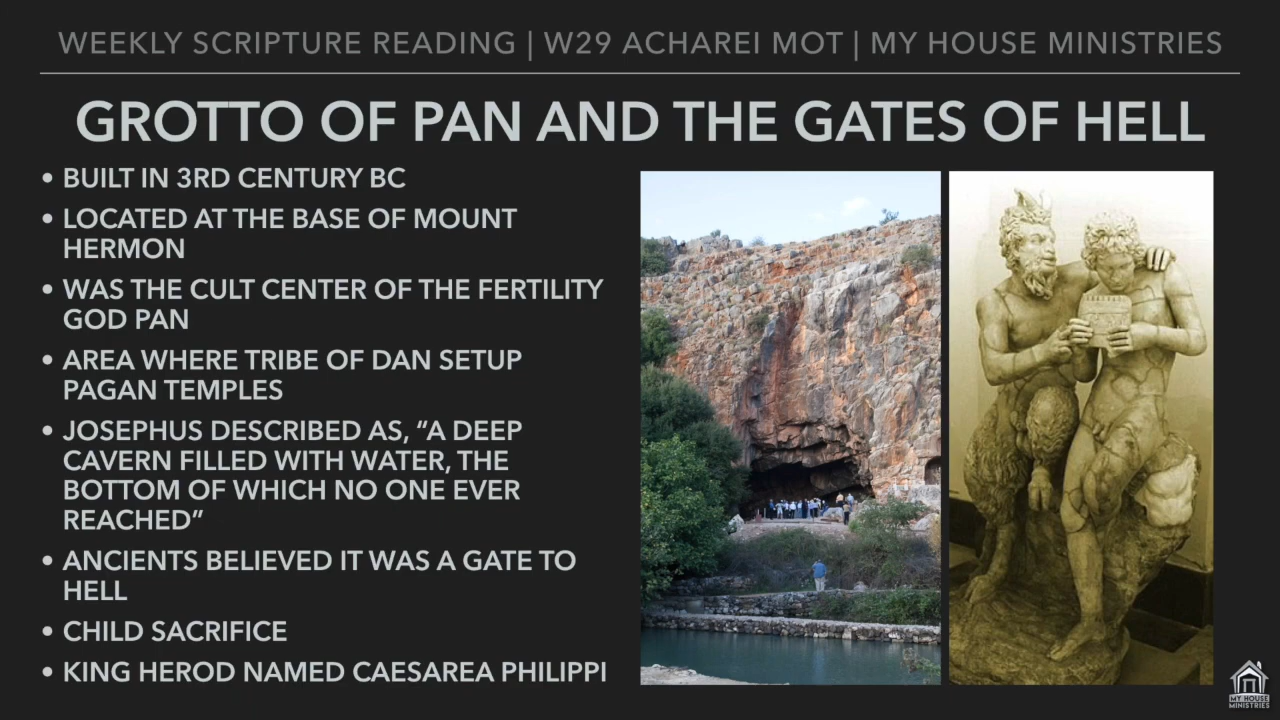 WEEKLY SCRIPTURE READING | W29 ACHAREI MOT | MY HOUSE MINISTRIES
GROTTO OF PAN AND THE GATES OF HELL
• BUILT IN 3RD CENTURY BC
• LOCATED AT THE BASE OF MOUNT
HERMON
• WAS THE CULT CENTER OF THE FERTILITY
GOD PAN
• AREA WHERE TRIBE OF DAN SETUP
PAGAN TEMPLES
• JOSEPHUS DESCRIBED AS, “A DEEP
CAVERN FILLED WITH WATER, THE
BOTTOM OF WHICH NO ONE EVER
REACHED”
• ANCIENTS BELIEVED IT WAS A GATE TO
HELL
• CHILD SACRIFICE
• KING HEROD NAMED CAESAREA PHILIPPI
MY HOUSE
MINISTRIES